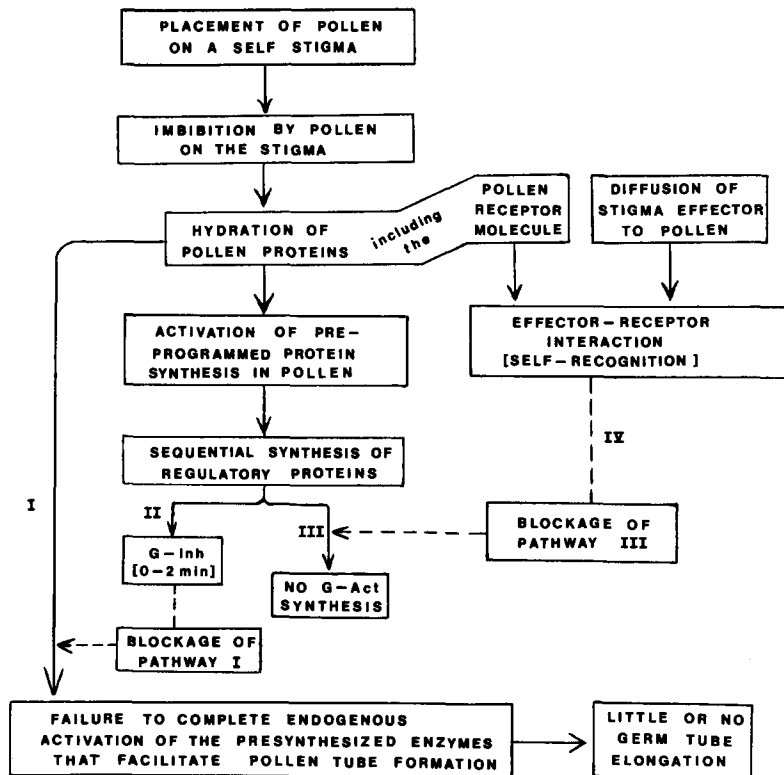 PLACEMENT OF POLLEN
ON A SELF STIGMA
IMBIBITION BY POLLEN
ON THE STIGMA
HYDRATION OF
POLLEN PROTEINS
including
the
POLLEN
RECEPTOR
MOLECULE
DIFFUSION OF
STIGMA EFFECTOR
TO POLLEN
ACTIVATION OF PRE-
PROGRAMMED PROTEIN
SYNTHESIS IN POLLEN
EFFECTOR-RECEPTOR
INTERACTION
[SELF-RECOGNITION]
SEQUENTIAL SYNTHESIS OF
REGULATORY PROTEINS
IV
I
II
III
G-Inh
[0-2min]
NO G-Act
SYNTHESIS
BLOCKAGE OF
PATHWAY III
BLOCKAGE OF
PATHWAY I
FAILURE TO COMPLETE ENDOGENOUS
ACTIVATION OF THE PRESYNTHESIZED ENZYMES
THAT FACILITATE POLLEN TUBE FORMATION
LITTLE OR NO
GERM TUBE
ELONGATION